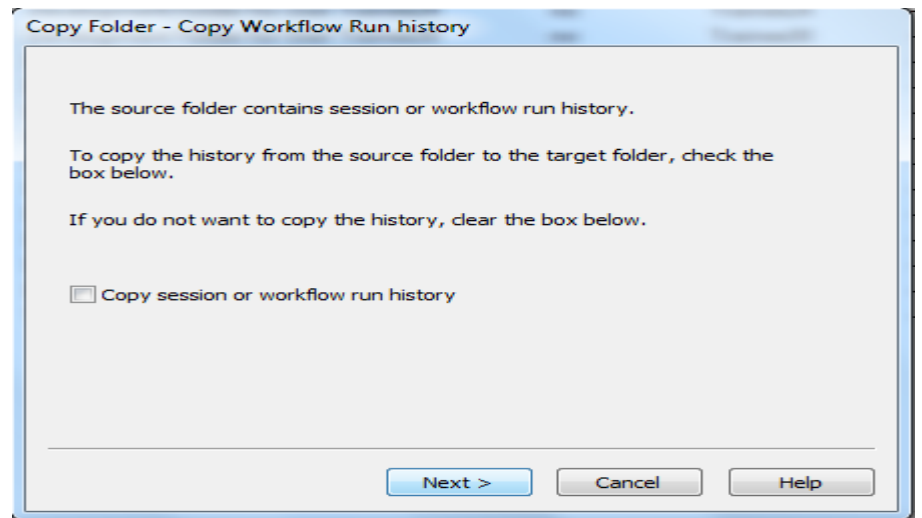 Copy Folder - Copy Workflow Run history
The source folder contains session or workflow run history.
To copy the history from the source folder to the target folder, check the
box below.
If you do not want to copy the history, clear the box below.
Copy session or workflow run history
Next >
Cancel
Help